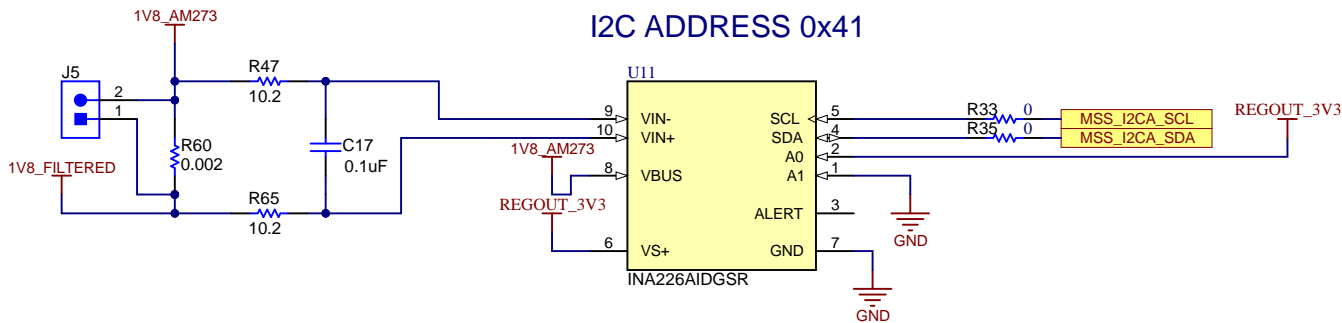 I2C ADDRESS 0x41
1V8_AM273
J5
2
1
R47
10.2
R60
0.002
C17
0.1uF
1V8_FILTERED
R65
10.2
1V8_AM273
REGOUT_3V3
U11
9 VIN-
10 VIN+
8 VBUS
6 VS+
SCL 5
SDA 4
A0 2
A1 1
ALERT 3
GND 7
INA226AIDGSR
R33 0
R35 0
MSS_I2CA_SCL
MSS_I2CA_SDA
REGOUT_3V3
GND
GND